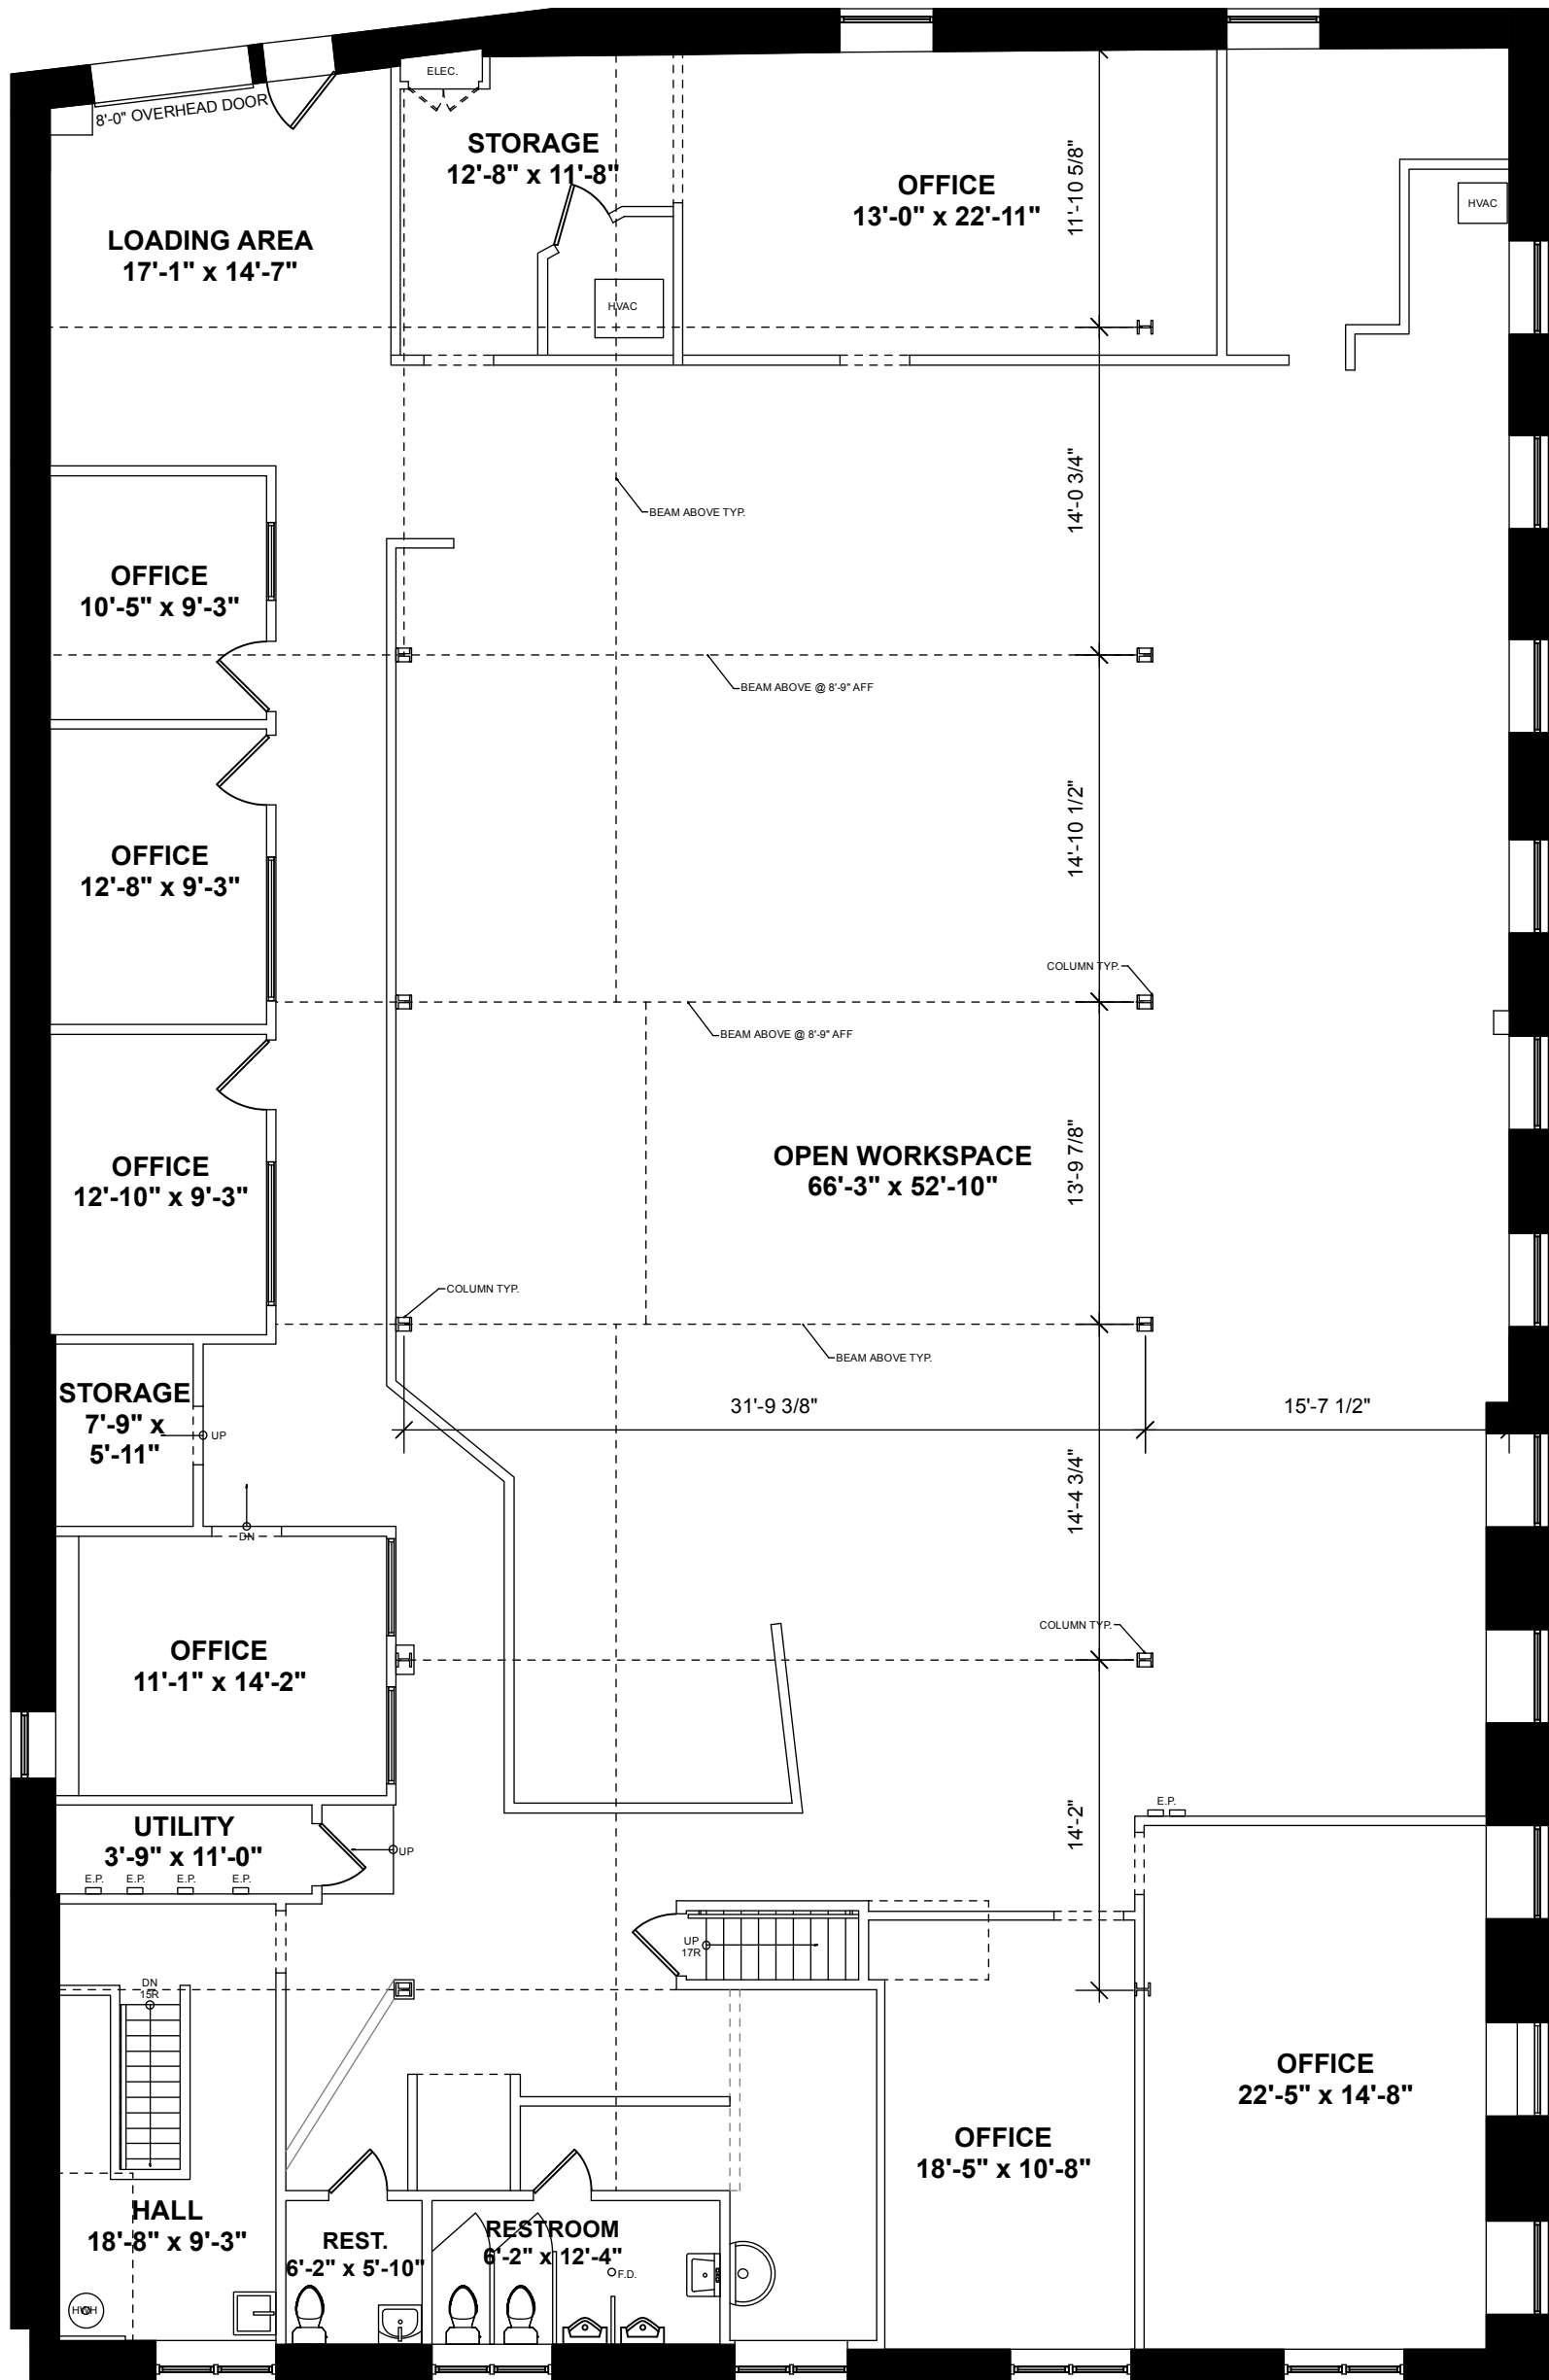 ELEC.
8'-0" OVERHEAD DOOR
STORAGE
12'-8" x 11'-8"
11'-10 5/8"
OFFICE
13'-0" x 22'-11"
HVAC
LOADING AREA
17'-1" x 14'-7"
HVAC
14'-0 3/4"
BEAM ABOVE TYP.
OFFICE
10'-5" x 9'-3"
BEAM ABOVE @ 8'-9" AFF
14'-10 1/2"
OFFICE
12'-8" x 9'-3"
COLUMN TYP.
BEAM ABOVE @ 8'-9" AFF
13'-9 7/8"
OPEN WORKSPACE
66'-3" x 52'-10"
OFFICE
12'-10" x 9'-3"
COLUMN TYP.
BEAM ABOVE TYP.
STORAGE
7'-9" x
5'-11"
UP
31'-9 3/8"
15'-7 1/2"
14'-4 3/4"
DN
COLUMN TYP.
OFFICE
11'-1" x 14'-2"
14'-2"
E.P.
UTILITY
3'-9" x 11'-0"
UP
E.P.
E.P.
E.P.
E.P.
UP
17R
DN
15R
OFFICE
22'-5" x 14'-8"
OFFICE
18'-5" x 10'-8"
HALL
18'-8" x 9'-3"
REST.
6'-2" x 5'-10"
RESTROOM
6'-2" x 12'-4"
F.D.
HWH